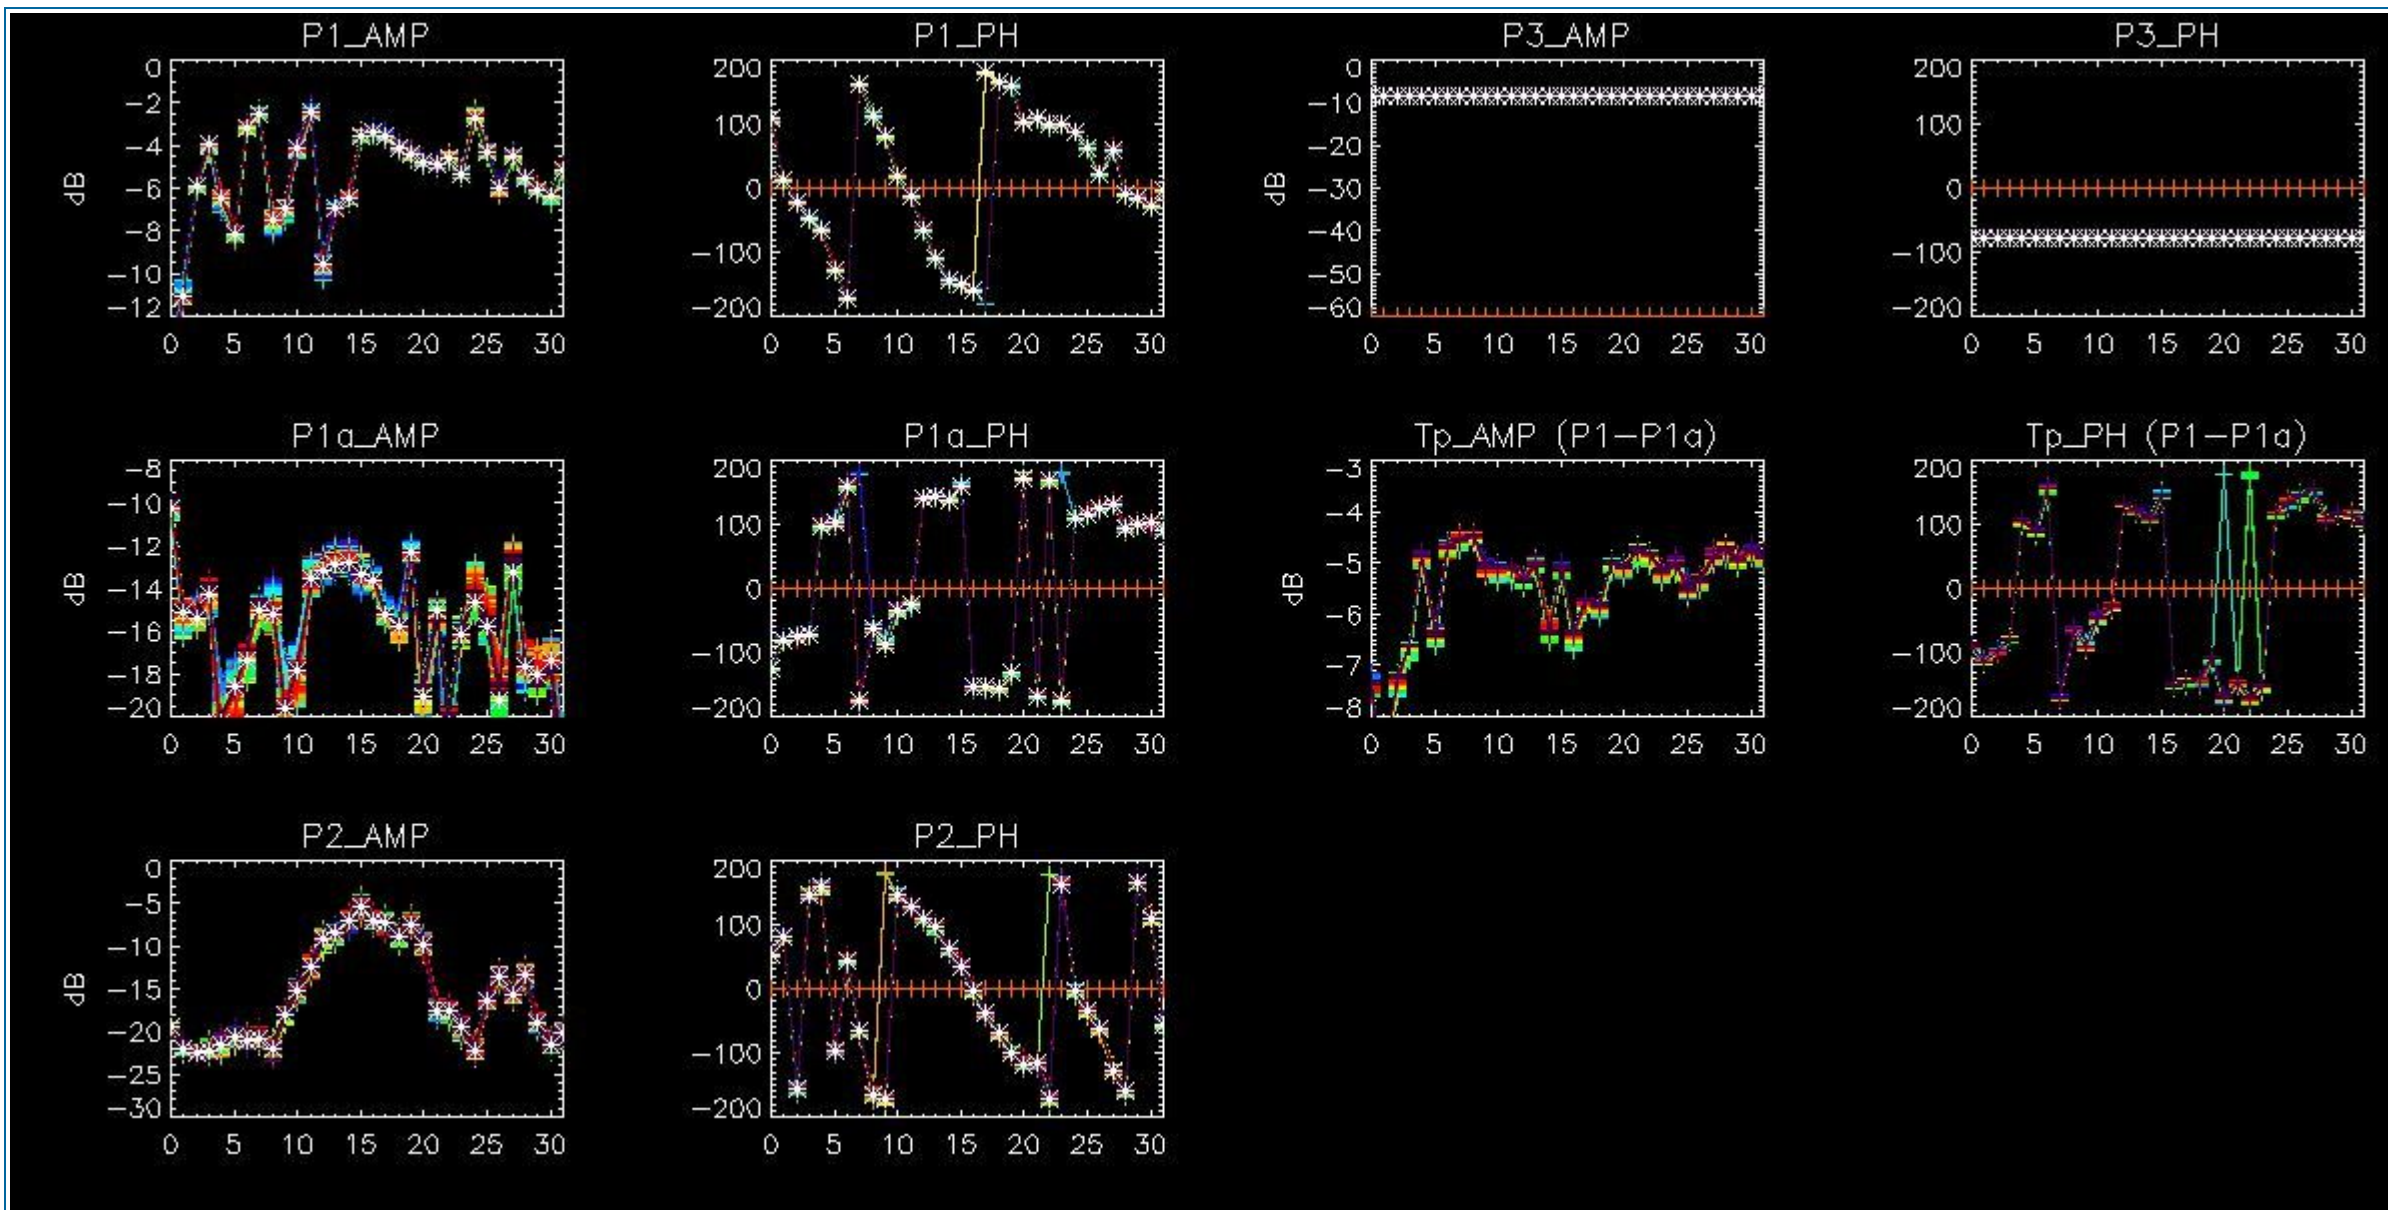 P1_AMP
0
−2
−4
−6
−8
−10
−12
dB
0 5 10 15 20 25 30
P1_PH
200
100
0
−100
−200
0 5 10 15 20 25 30
P3_AMP
0
−10
−20
−30
−40
−50
−60
dB
0 5 10 15 20 25 30
P3_PH
200
100
0
−100
−200
0 5 10 15 20 25 30
P1a_AMP
−8
−10
−12
−14
−16
−18
−20
dB
0 5 10 15 20 25 30
P1a_PH
200
100
0
−100
−200
0 5 10 15 20 25 30
Tp_AMP (P1−P1a)
−3
−4
−5
−6
−7
−8
dB
0 5 10 15 20 25 30
Tp_PH (P1−P1a)
200
100
0
−100
−200
0 5 10 15 20 25 30
P2_AMP
0
−5
−10
−15
−20
−25
−30
dB
0 5 10 15 20 25 30
P2_PH
200
100
0
−100
−200
0 5 10 15 20 25 30